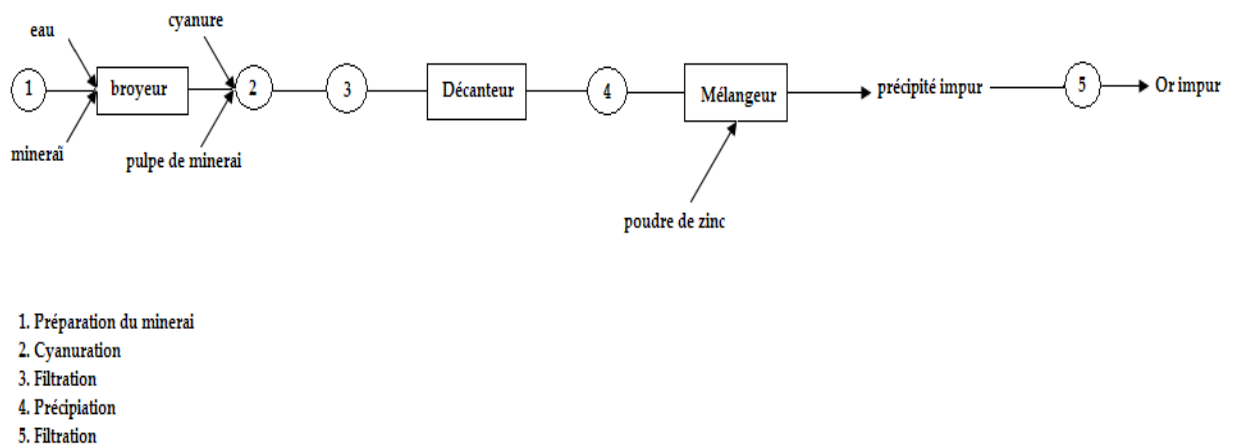 eau
cyanure
1
broyeur
2
3
Décanteur
4
Mélangeur
précipité impur
5
Or impur
mineraï
pulpe de minerai
poudre de zinc
1. Préparation du minerai
2. Cyanuration
3. Filtration
4. Précipiation
5. Filtration